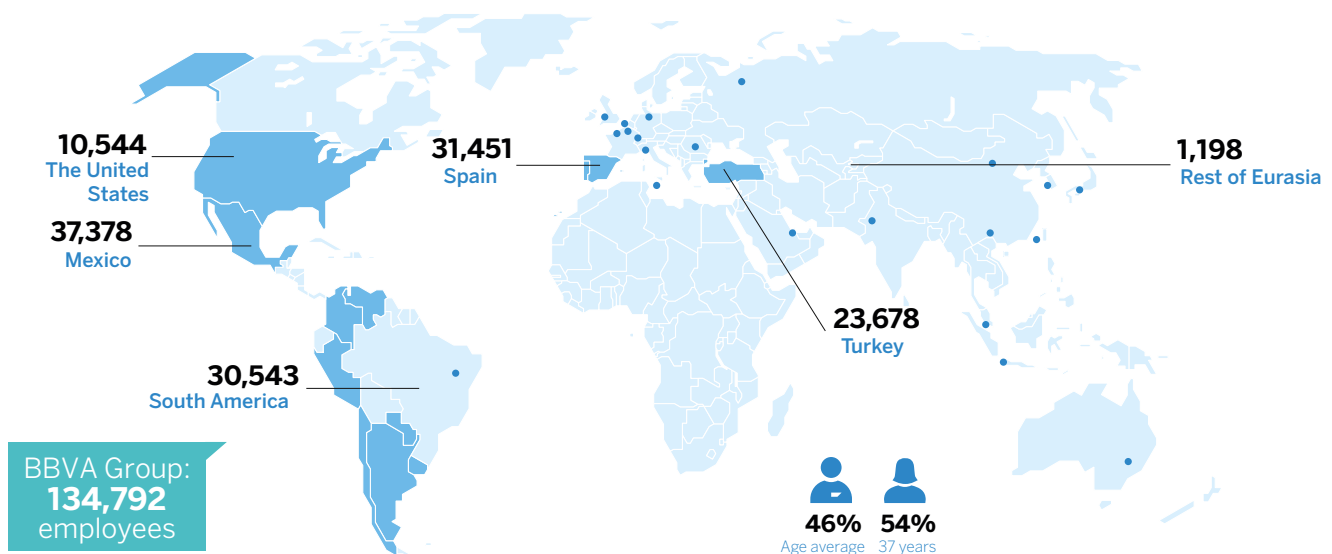 10,544
The United
States
37,378
Mexico
31,451
Spain
1,198
Rest of Eurasia
23,678
Turkey
30,543
South America
BBVA Group:
134,792
employees
46% 54%
Age average 37 years